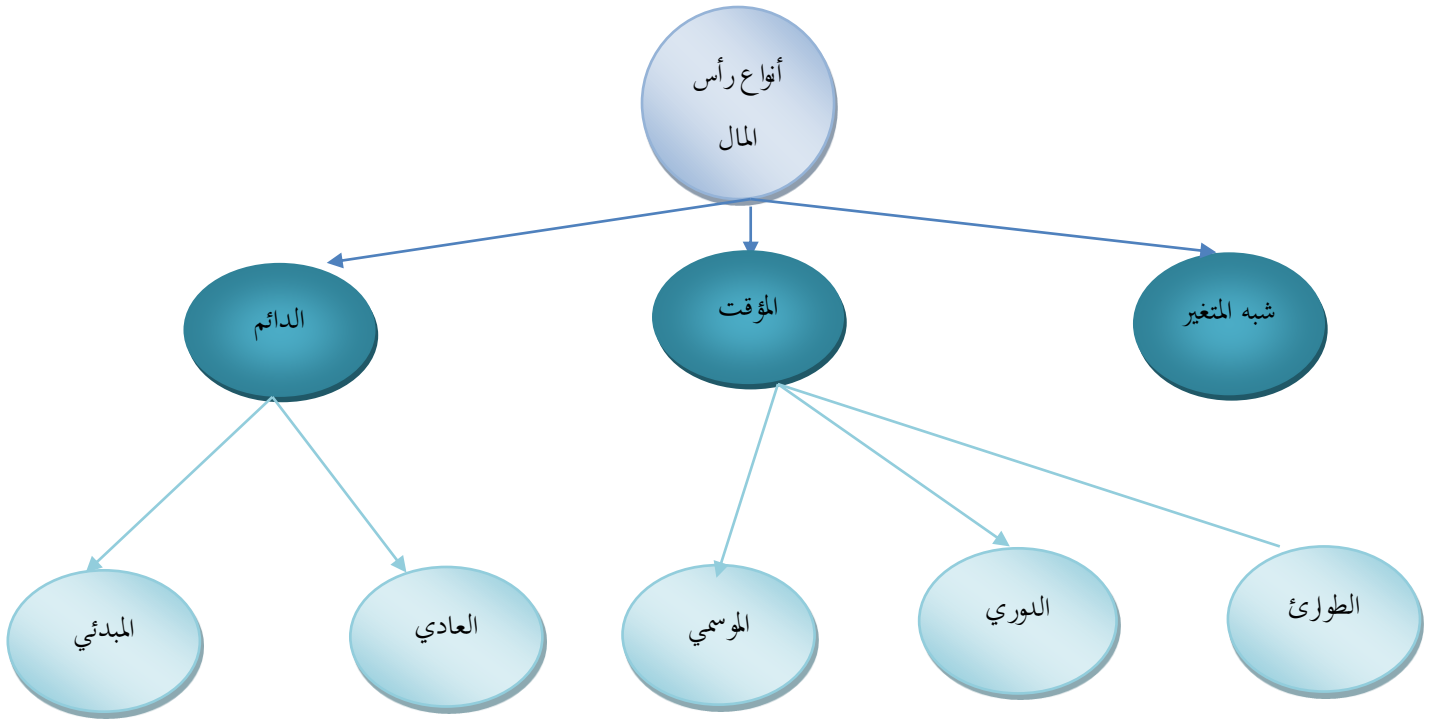 أنواع رأس
المال
شبه المتغير
المؤقت
الدائم
الطوارئ
الدوري
الموسمي
العادي
المبدئي